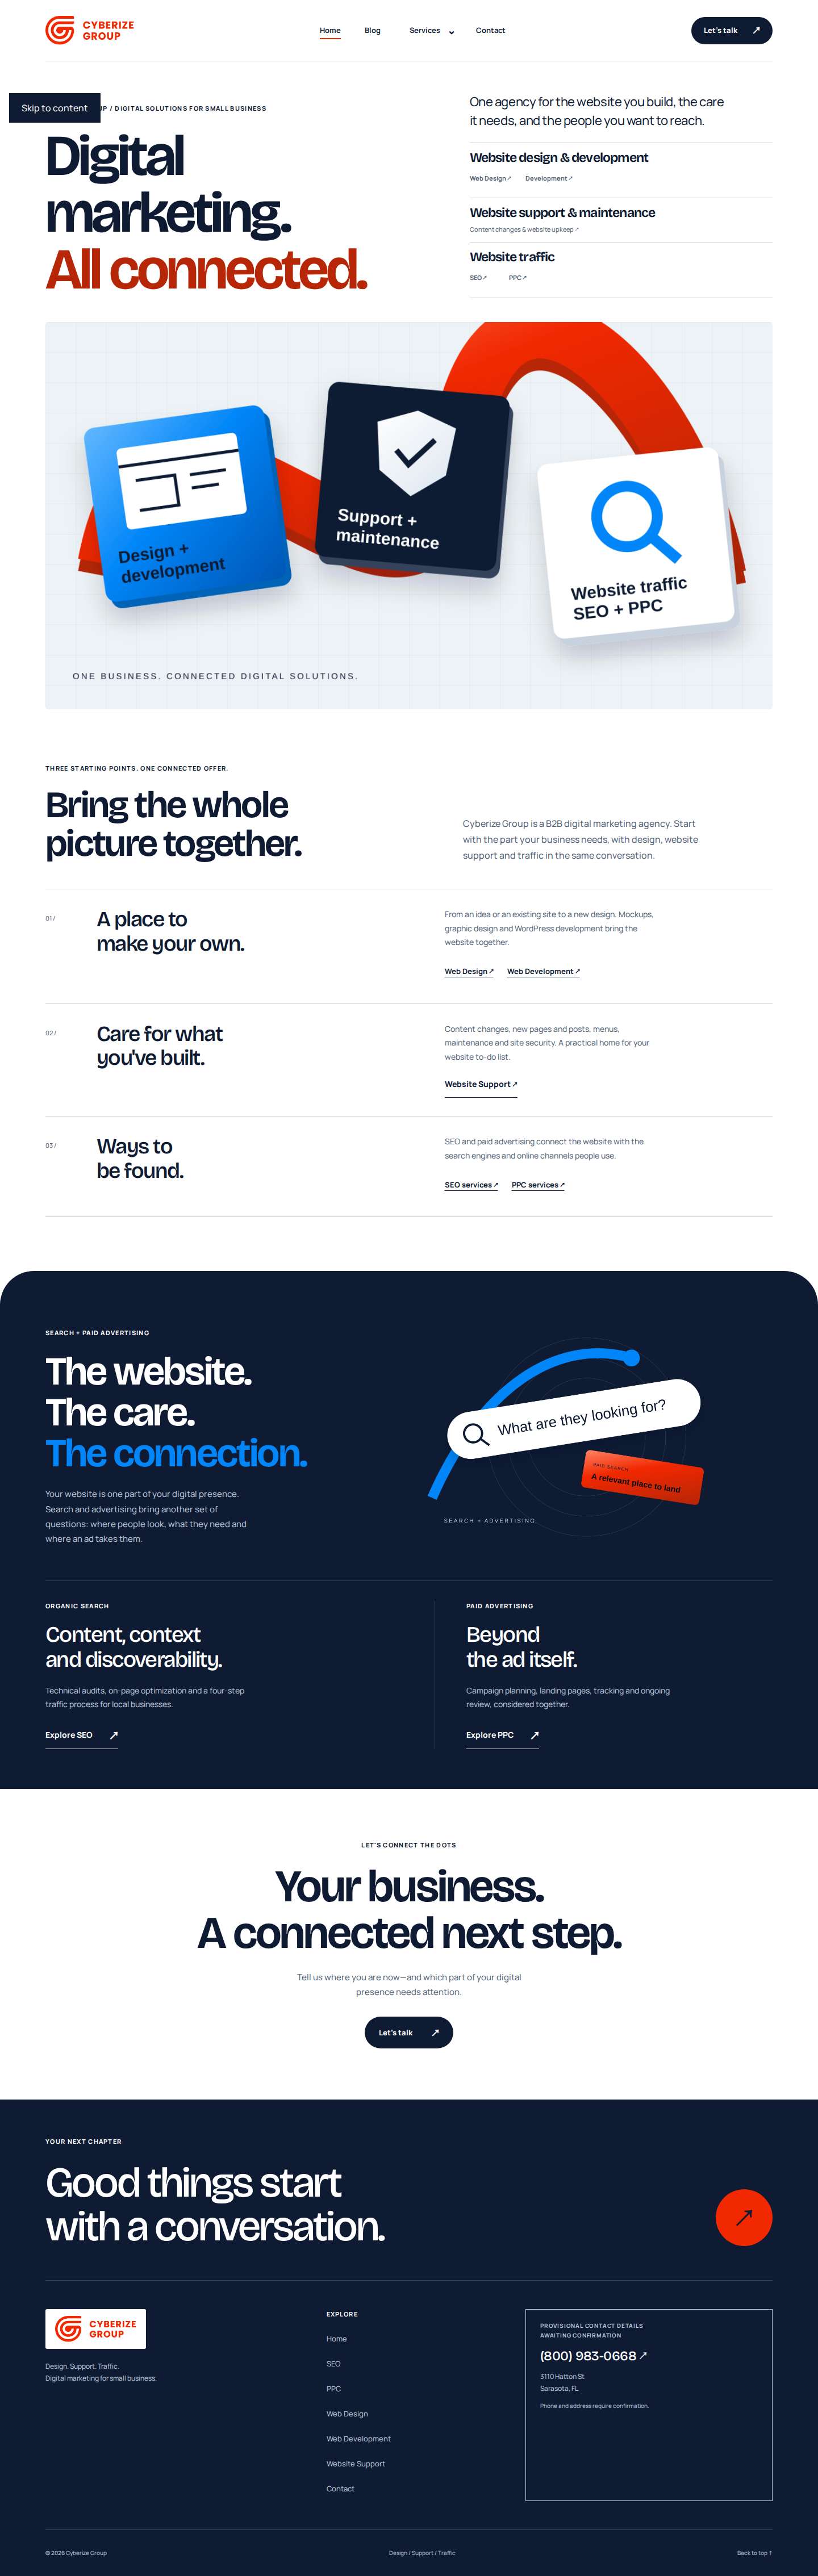 CYBERIZE
GROUP
Home
Blog
Services
Contact
Let's talk ↗
Skip to content
/ DIGITAL SOLUTIONS FOR SMALL BUSINESS
Digital
marketing.
All connected.
One agency for the website you build, the care
it needs, and the people you want to reach.
Website design & development
Web Design ↗ Development ↗
Website support & maintenance
Content changes & website upkeep ↗
Website traffic
SEO ↗ PPC ↗
Design +
development
Support +
maintenance
Website traffic
SEO + PPC
ONE BUSINESS. CONNECTED DIGITAL SOLUTIONS.
THREE STARTING POINTS. ONE CONNECTED OFFER.
Bring the whole
picture together.
Cyberize Group is a B2B digital marketing agency. Start
with the part your business needs, with design, website
support and traffic in the same conversation.
01 /
A place to
make your own.
From an idea or an existing site to a new design. Mockups,
graphic design and WordPress development bring the
website together.
Web Design ↗ Web Development ↗
02 /
Care for what
you've built.
Content changes, new pages and posts, menus,
maintenance and site security. A practical home for your
website to-do list.
Website Support ↗
03 /
Ways to
be found.
SEO and paid advertising connect the website with the
search engines and online channels people use.
SEO services ↗ PPC services ↗
SEARCH + PAID ADVERTISING
The website.
The care.
The connection.
Your website is one part of your digital presence.
Search and advertising bring another set of
questions: where people look, what they need and
where an ad takes them.
What are they looking for?
PAID SEARCH
A relevant place to land
SEARCH + ADVERTISING
ORGANIC SEARCH
Content, context
and discoverability.
Technical audits, on-page optimization and a four-step
traffic process for local businesses.
Explore SEO ↗
PAID ADVERTISING
Beyond
the ad itself.
Campaign planning, landing pages, tracking and ongoing
review, considered together.
Explore PPC ↗
LET'S CONNECT THE DOTS
Your business.
A connected next step.
Tell us where you are now—and which part of your digital
presence needs attention.
Let's talk ↗
YOUR NEXT CHAPTER
Good things start
with a conversation.
↗
CYBERIZE
GROUP
Design. Support. Traffic.
Digital marketing for small business.
EXPLORE
Home
SEO
PPC
Web Design
Web Development
Website Support
Contact
PROVISIONAL CONTACT DETAILS
AWAITING CONFIRMATION
(800) 983-0668 ↗
3110 Hatton St
Sarasota, FL
Phone and address require confirmation.
© 2026 Cyberize Group
Design / Support / Traffic
Back to top ↑